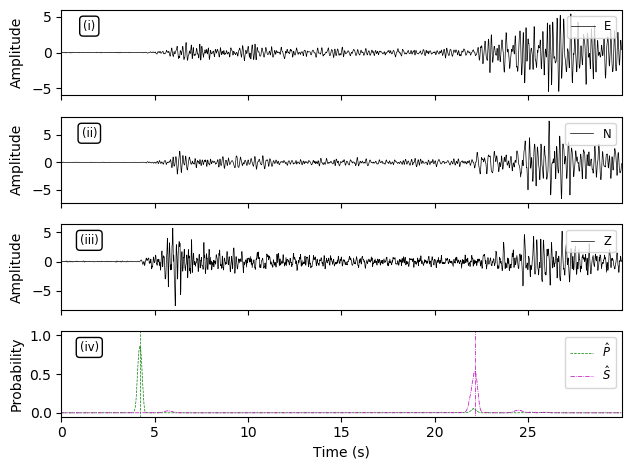 (i)
E
Amplitude
5
0
−5
(ii)
N
Amplitude
5
0
−5
(iii)
Z
Amplitude
5
0
−5
(iv)
P̂
Ŝ
Probability
1.0
0.5
0.0
0 5 10 15 20 25
Time (s)